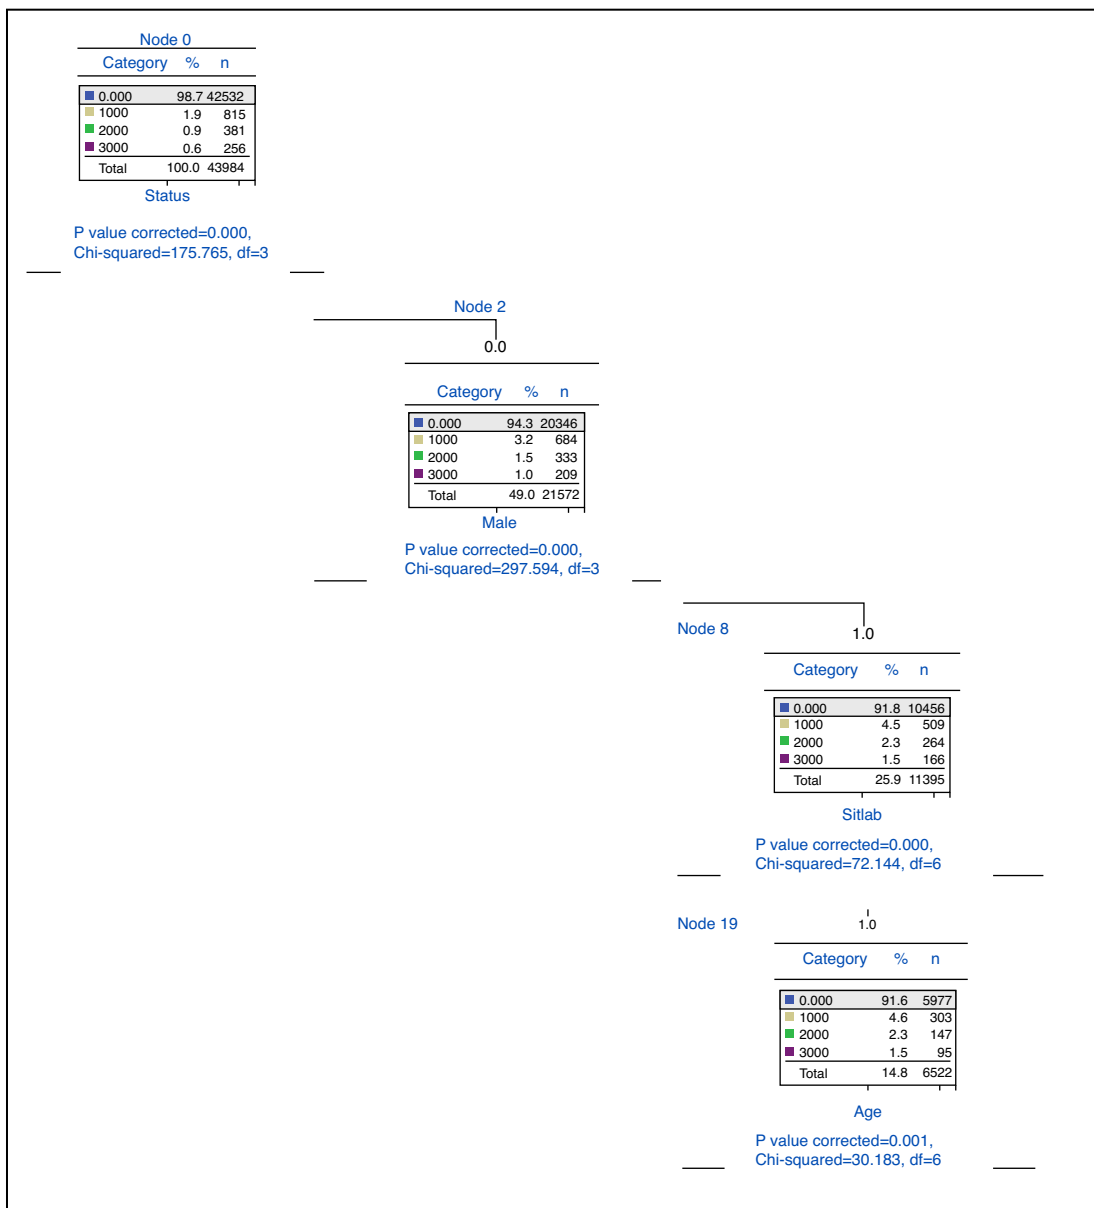 Node 0
Category % n
0.000 98.7 42532
1000 1.9 815
2000 0.9 381
3000 0.6 256
Total 100.0 43984
Status
P value corrected=0.000,
Chi-squared=175.765, df=3
Node 2
0.0
Category % n
0.000 94.3 20346
1000 3.2 684
2000 1.5 333
3000 1.0 209
Total 49.0 21572
Male
P value corrected=0.000,
Chi-squared=297.594, df=3
Node 8
1.0
Category % n
0.000 91.8 10456
1000 4.5 509
2000 2.3 264
3000 1.5 166
Total 25.9 11395
Sitlab
P value corrected=0.000,
Chi-squared=72.144, df=6
Node 19
1.0
Category % n
0.000 91.6 5977
1000 4.6 303
2000 2.3 147
3000 1.5 95
Total 14.8 6522
Age
P value corrected=0.001,
Chi-squared=30.183, df=6